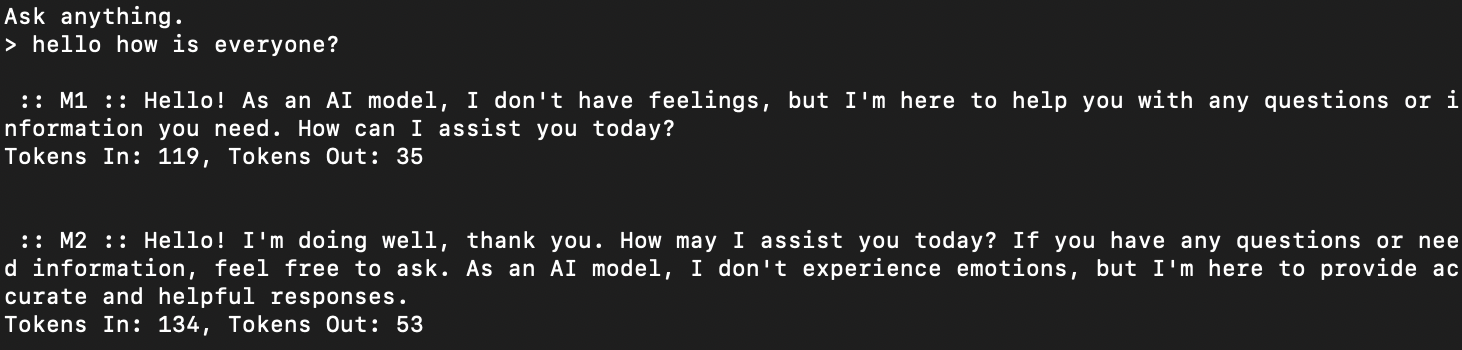 Ask anything.
> hello how is everyone?
:: M1 :: Hello! As an AI model, I don't have feelings, but I'm here to help you with any questions or i
nformation you need. How can I assist you today?
Tokens In: 119, Tokens Out: 35
:: M2 :: Hello! I'm doing well, thank you. How may I assist you today? If you have any questions or nee
d information, feel free to ask. As an AI model, I don't experience emotions, but I'm here to provide ac
curate and helpful responses.
Tokens In: 134, Tokens Out: 53